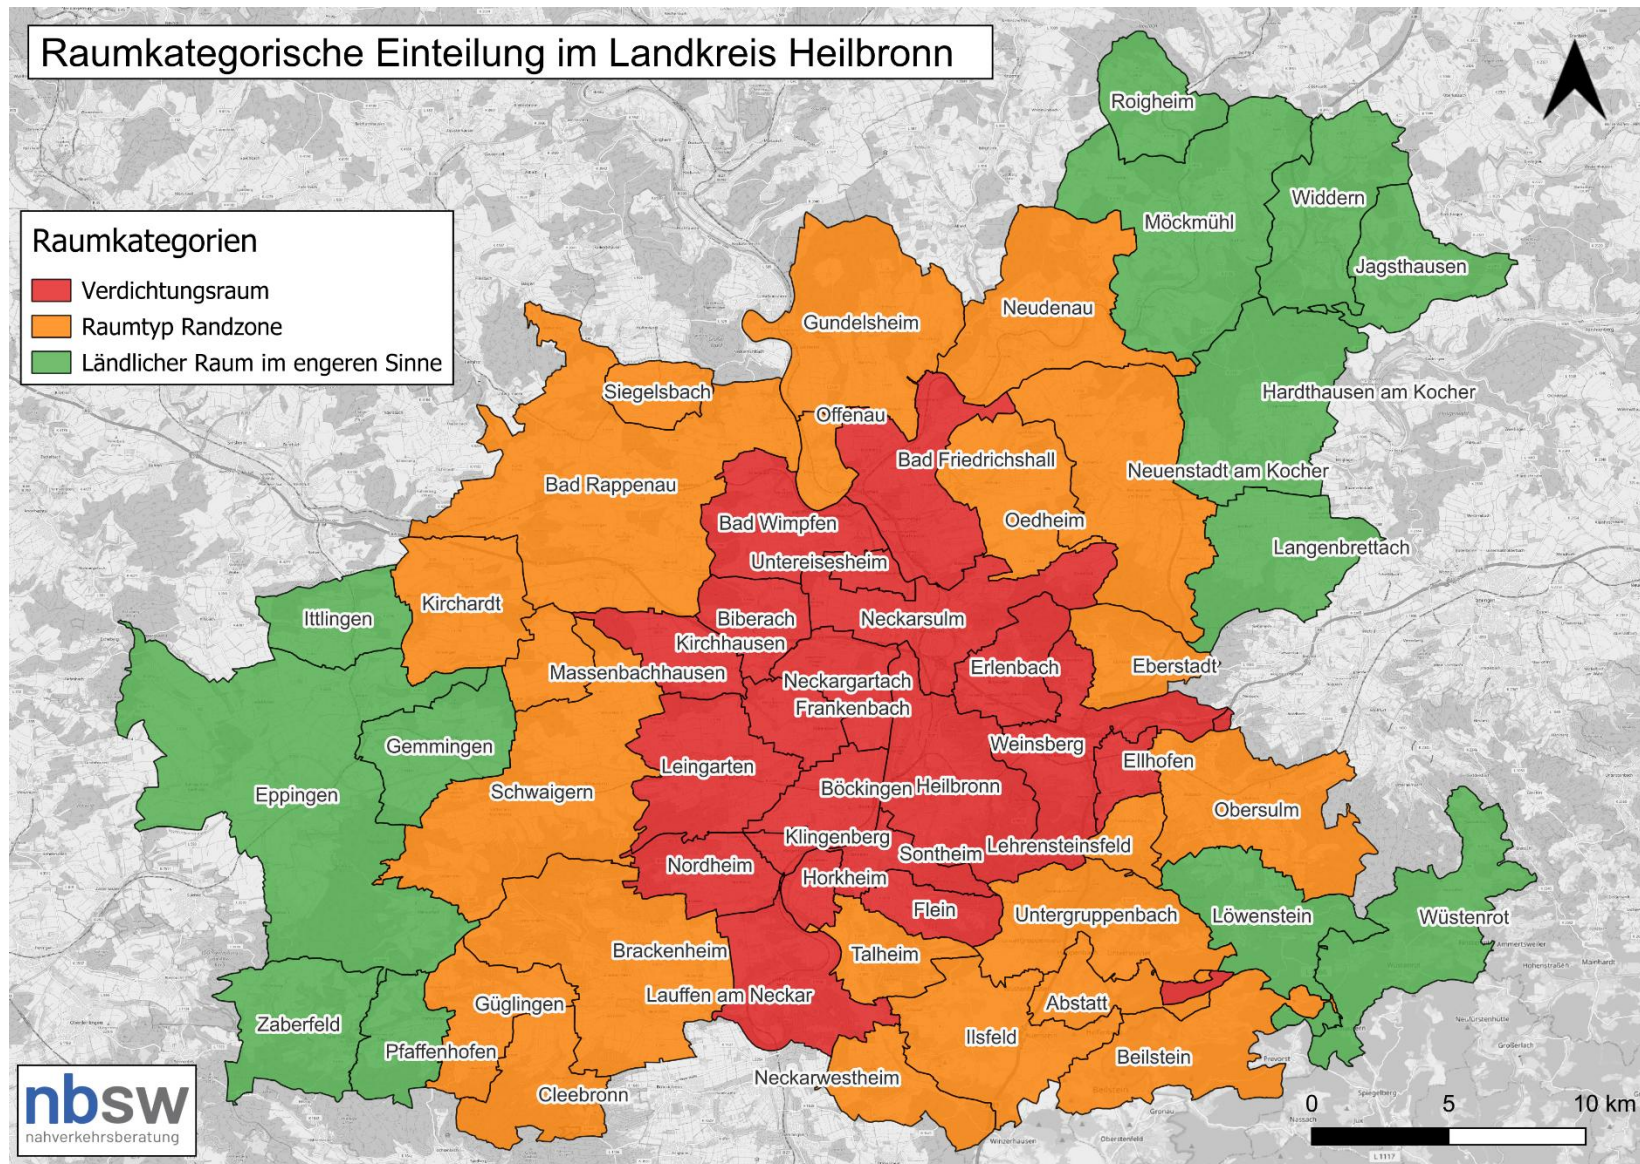 Raumkategorische Einteilung im Landkreis Heilbronn
Roigheim
Widdern
Möckmühl
Jagsthausen
Raumkategorien
Verdichtungsraum
Raumtyp Randzone
Ländlicher Raum im engeren Sinne
Neudenau
Gundelsheim
Siegelsbach
Hardthausen am Kocher
Offenau
Bad Friedrichshall
Neuenstadt am Kocher
Bad Rappenau
Bad Wimpfen
Oedheim
Langenbrettach
Untereisesheim
Kirchardt
Ittlingen
Biberach
Neckarsulm
Kirchhausen
Massenbachhausen
Erlenbach
Eberstadt
Neckargartach
Frankenbach
Gemmingen
Weinsberg
Leingarten
Ellhofen
Eppingen
Schwaigern
Böckingen
Heilbronn
Obersulm
Klingenberg
Sontheim
Lehrensteinsfeld
Nordheim
Horkheim
Flein
Untergruppenbach
Löwenstein
Wüstenrot
Brackenheim
Talheim
Lauffen am Neckar
Güglingen
Abstatt
Zaberfeld
Ilsfeld
Pfaffenhofen
Beilstein
Neckarwestheim
Cleebronn
nbsw
nahverkehrsberatung
0 5 10 km
L 1117